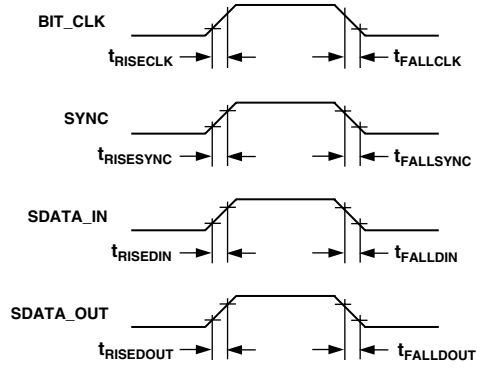 BIT_CLK
tRISECLK
tFALLCLK
SYNC
tRISESYNC
tFALLSYNC
SDATA_IN
tRISEDIN
tFALLDIN
SDATA_OUT
tRISEDOUT
tFALLDOUT